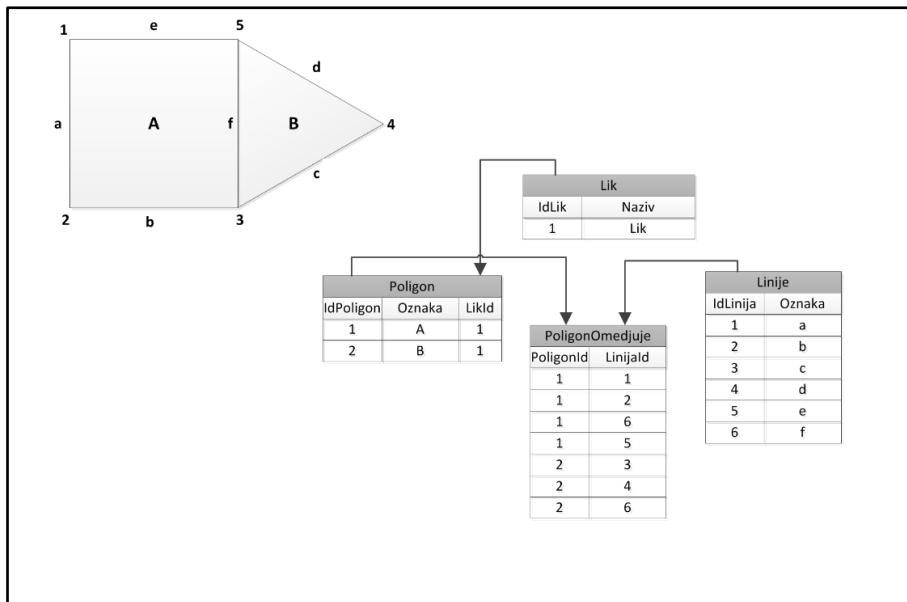 1 e 5
d
a A f B 4
c
2 b 3
Lik
IdLik Naziv
1 Lik
Poligon
IdPoligon Oznaka LikId
1 A 1
2 B 1
PoligonOmedjuje
PoligonId LinijaId
1 1
1 2
1 6
1 5
2 3
2 4
2 6
Linije
IdLinija Oznaka
1 a
2 b
3 c
4 d
5 e
6 f